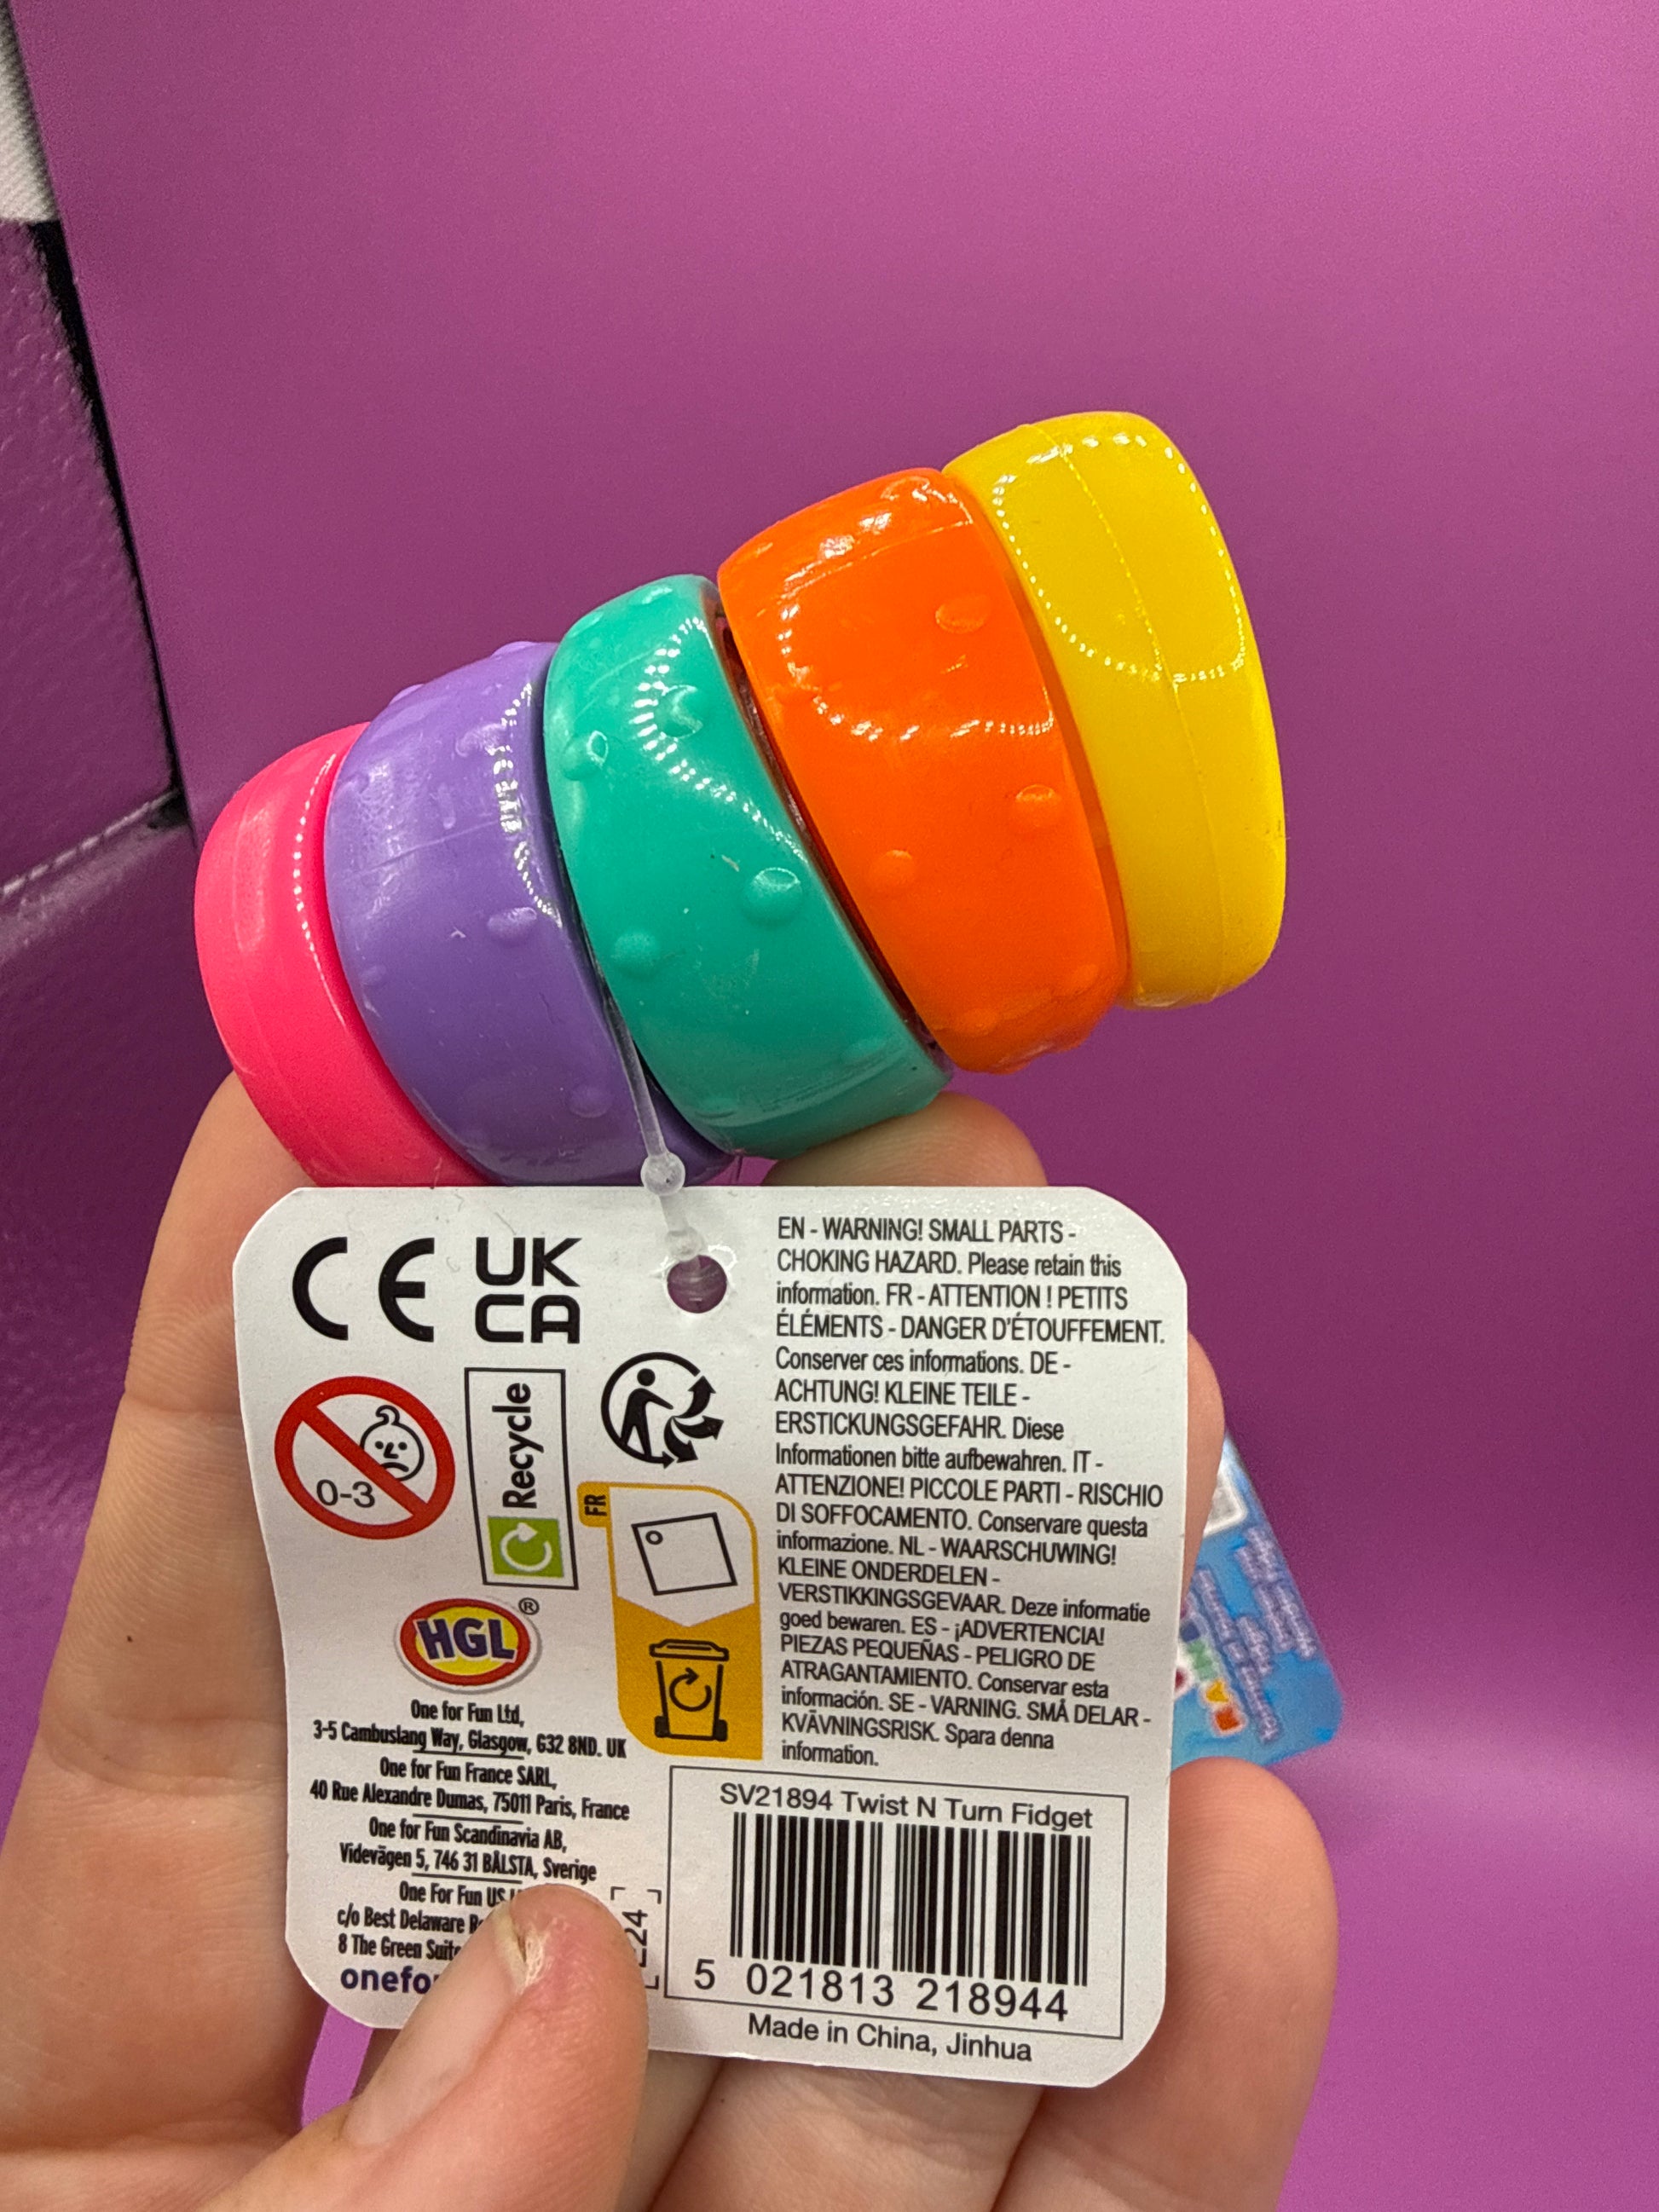 CE
UK
CA
0-3
Recycle
FR
HGL®
One for Fun Ltd,
3-5 Cambuslang Way, Glasgow, G32 8ND. UK
One for Fun France SARL,
40 Rue Alexandre Dumas, 75011 Paris, France
One for Fun Scandinavia AB,
Videvägen 5, 746 31 BÅLSTA, Sverige
One For Fun US
c/o Best Delaware
8 The Green
EN - WARNING! SMALL PARTS -
CHOKING HAZARD. Please retain this
information. FR - ATTENTION ! PETITS
ÉLÉMENTS - DANGER D'ÉTOUFFEMENT.
Conserver ces informations. DE -
ACHTUNG! KLEINE TEILE -
ERSTICKUNGSGEFAHR. Diese
Informationen bitte aufbewahren. IT -
ATTENZIONE! PICCOLE PARTI - RISCHIO
DI SOFFOCAMENTO. Conservare questa
informazione. NL - WAARSCHUWING!
KLEINE ONDERDELEN -
VERSTIKKINGSGEVAAR. Deze informatie
goed bewaren. ES - ¡ADVERTENCIA!
PIEZAS PEQUEÑAS - PELIGRO DE
ATRAGANTAMIENTO. Conservar esta
información. SE - VARNING. SMÅ DELAR -
KVÄVNINGSRISK. Spara denna
information.
SV21894 Twist N Turn Fidget
5 021813 218944
Made in China, Jinhua